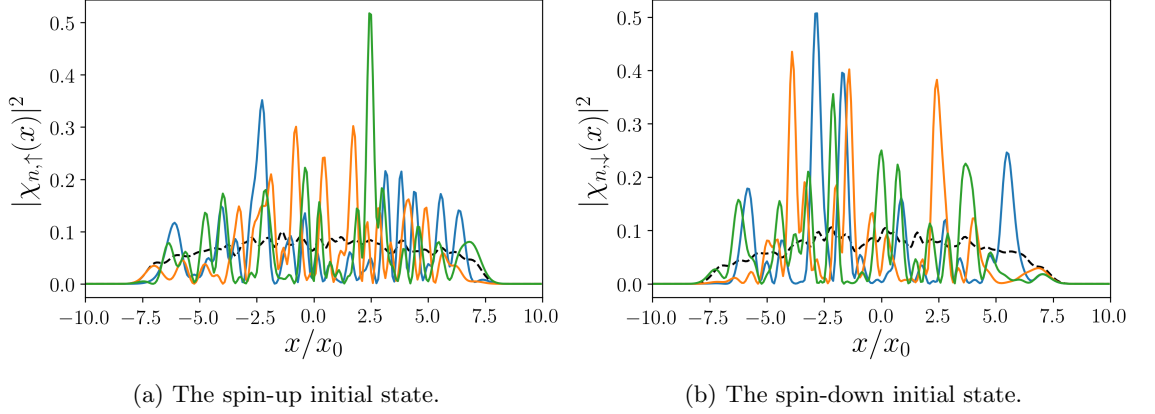 0.5
0.4
0.3
0.2
0.1
0.0
|χn,↑(x)|²
−10.0 −7.5 −5.0 −2.5 0.0 2.5 5.0 7.5 10.0
x/x₀
(a) The spin-up initial state.
0.5
0.4
0.3
0.2
0.1
0.0
|χn,↓(x)|²
−10.0 −7.5 −5.0 −2.5 0.0 2.5 5.0 7.5 10.0
x/x₀
(b) The spin-down initial state.